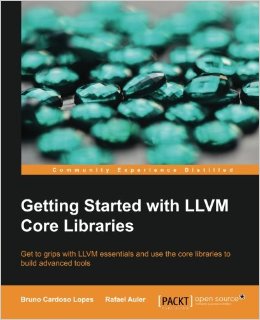 Community Experience Distilled
Getting Started with LLVM
Core Libraries
Get to grips with LLVM essentials and use the core libraries to
build advanced tools
Bruno Cardoso Lopes Rafael Auler
PACKT
PUBLISHING
open source